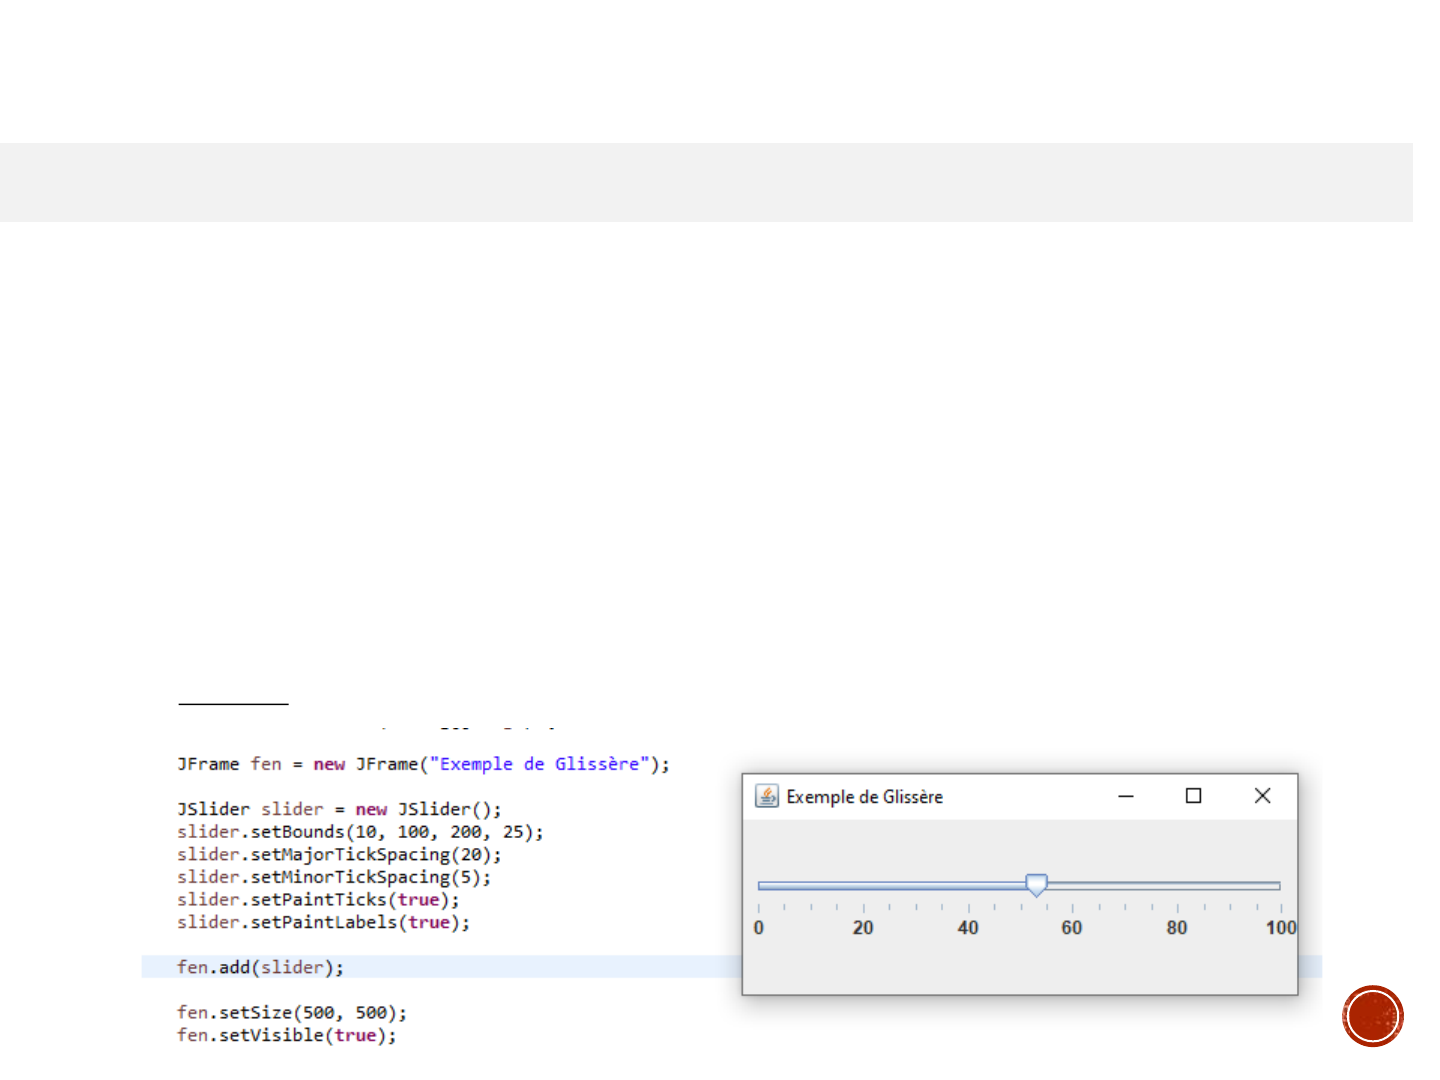 JFrame fen = new JFrame("Exemple de Glissère");
JSlider slider = new JSlider();
slider.setBounds(10, 100, 200, 25);
slider.setMajorTickSpacing(20);
slider.setMinorTickSpacing(5);
slider.setPaintTicks(true);
slider.setPaintLabels(true);
fen.add(slider);
fen.setSize(500, 500);
fen.setVisible(true);
Exemple de Glissère
0 20 40 60 80 100